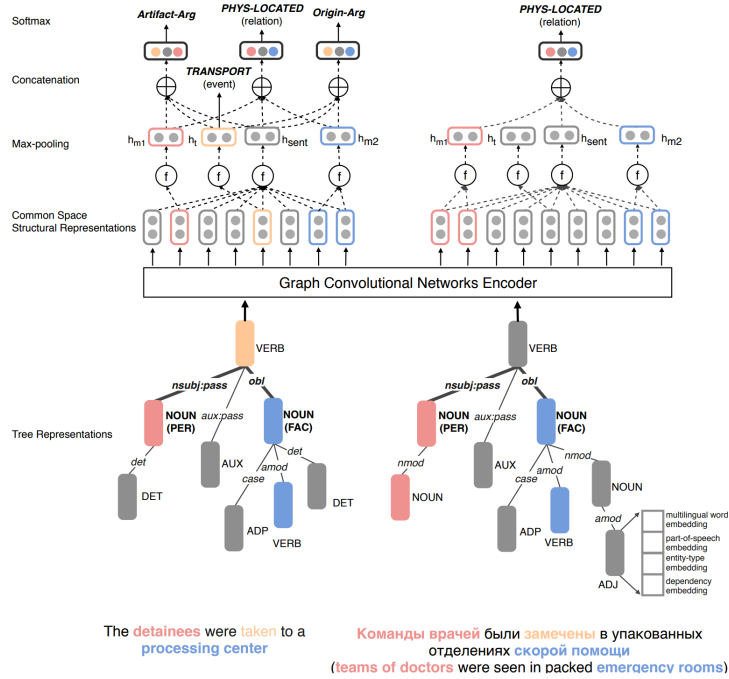 Softmax
Artifact-Arg
PHYS-LOCATED
(relation)
Origin-Arg
PHYS-LOCATED
(relation)
Concatenation
TRANSPORT
(event)
Max-pooling
hm1
ht
hsent
hm2
hm1
ht
hsent
hm2
f
f
f
f
f
f
f
f
Common Space
Structural Representations
Graph Convolutional Networks Encoder
Tree Representations
VERB
nsubj:pass
obl
aux:pass
NOUN
(PER)
NOUN
(FAC)
det
AUX
case
amod
det
DET
ADP
VERB
DET
VERB
nsubj:pass
obl
aux:pass
NOUN
(PER)
NOUN
(FAC)
nmod
AUX
case
amod
nmod
NOUN
ADP
VERB
NOUN
amod
ADJ
multilingual word
embedding
part-of-speech
embedding
entity-type
embedding
dependency
embedding
The detainees were taken to a
processing center
Команды врачей были замечены в упакованных
отделениях скорой помощи
(teams of doctors were seen in packed emergency rooms)